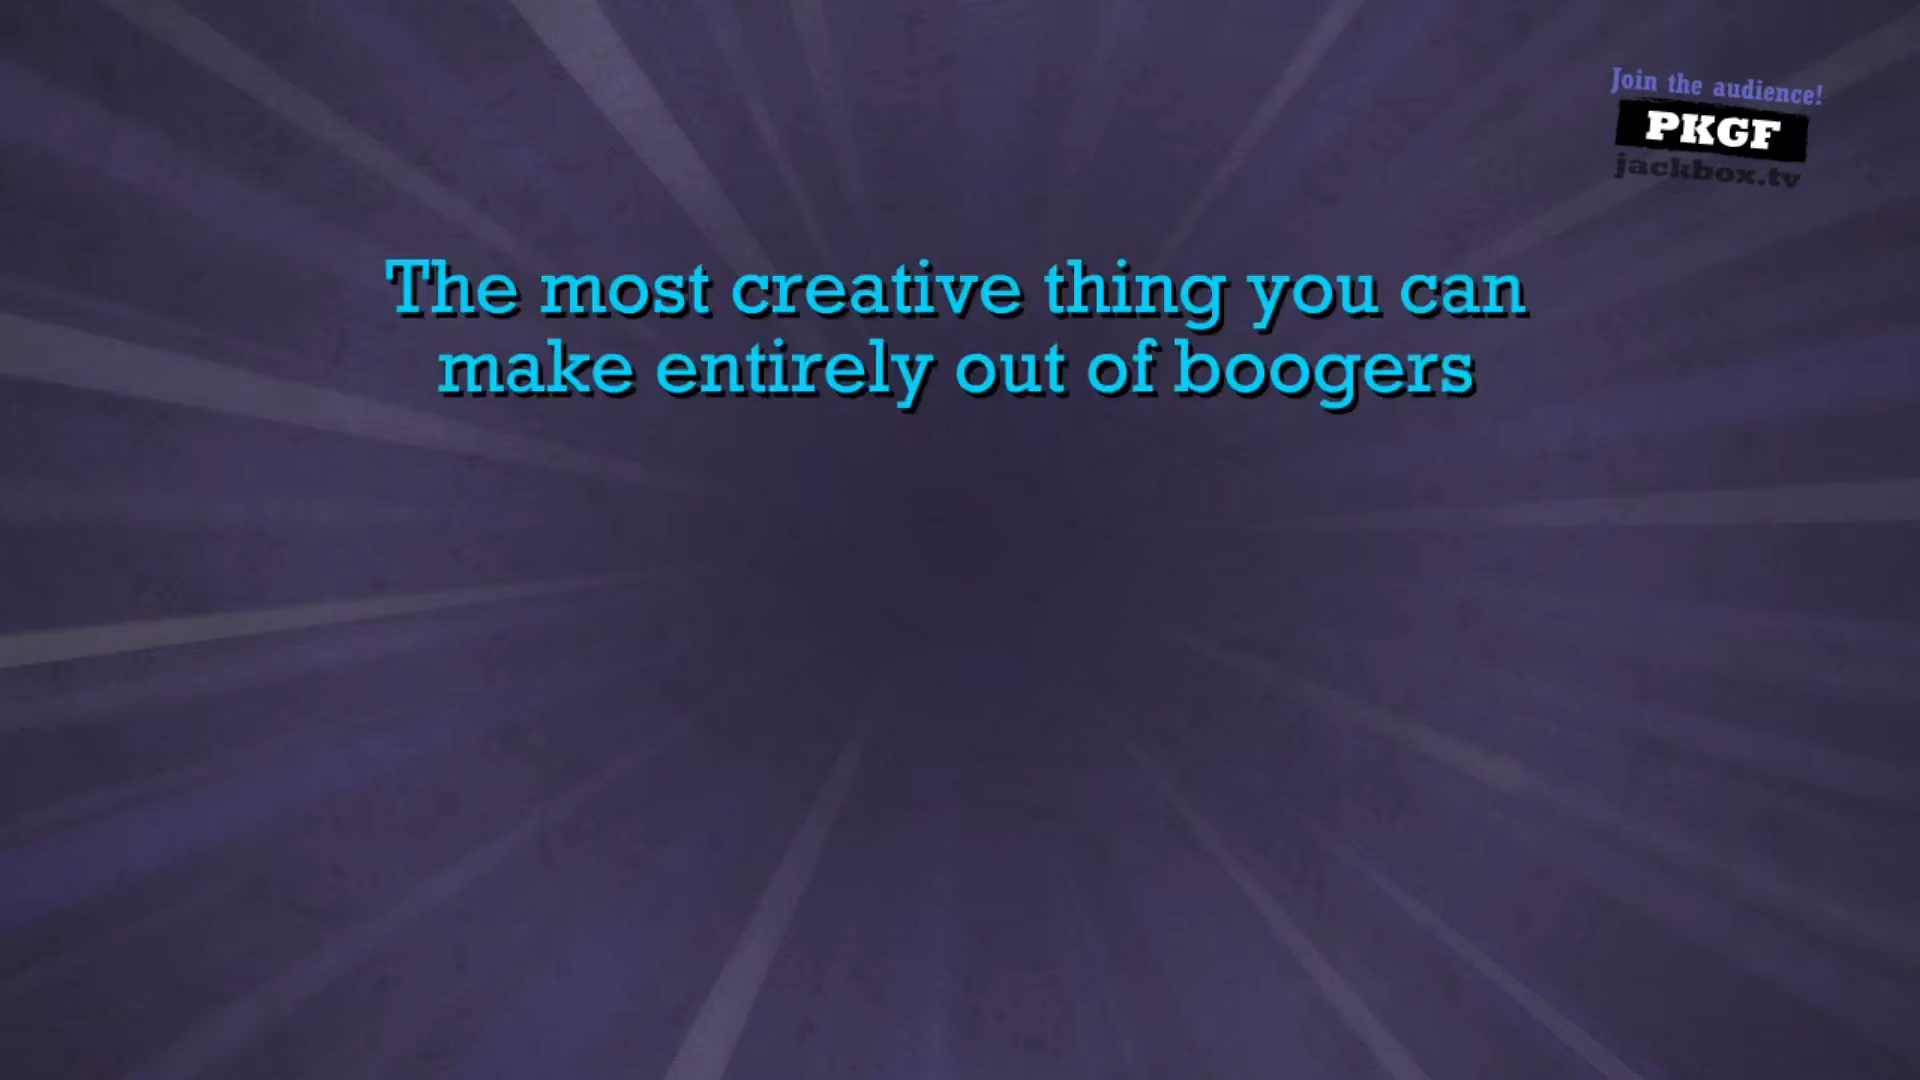 Join the audience!
PKGF
jackbox.tv
The most creative thing you can
make entirely out of boogers